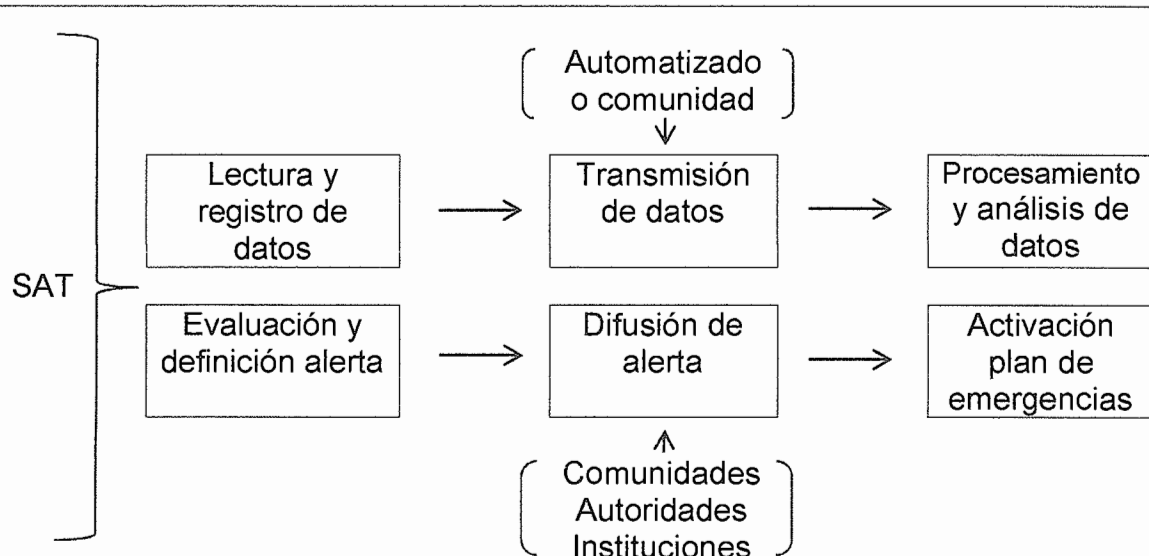 Automatizado
o comunidad
Lectura y
registro de
datos
Transmisión
de datos
Procesamiento
y análisis de
datos
SAT
Evaluación y
definición alerta
Difusión de
alerta
Activación
plan de
emergencias
Comunidades
Autoridades
Instituciones